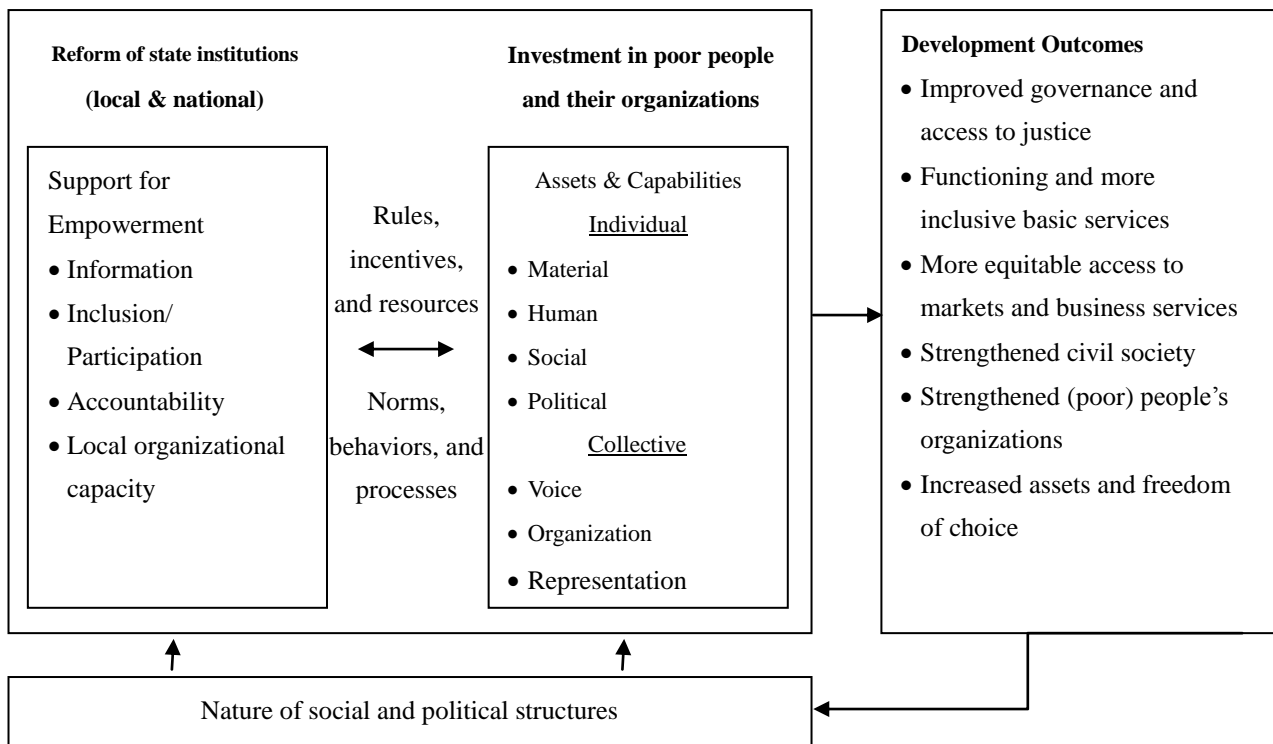 Reform of state institutions
(local & national)
Support for
Empowerment
• Information
• Inclusion/
Participation
• Accountability
• Local organizational
capacity
Rules,
incentives,
and resources
Norms,
behaviors, and
processes
Investment in poor people
and their organizations
Assets & Capabilities
Individual
• Material
• Human
• Social
• Political
Collective
• Voice
• Organization
• Representation
Development Outcomes
• Improved governance and
access to justice
• Functioning and more
inclusive basic services
• More equitable access to
markets and business services
• Strengthened civil society
• Strengthened (poor) people’s
organizations
• Increased assets and freedom
of choice
Nature of social and political structures